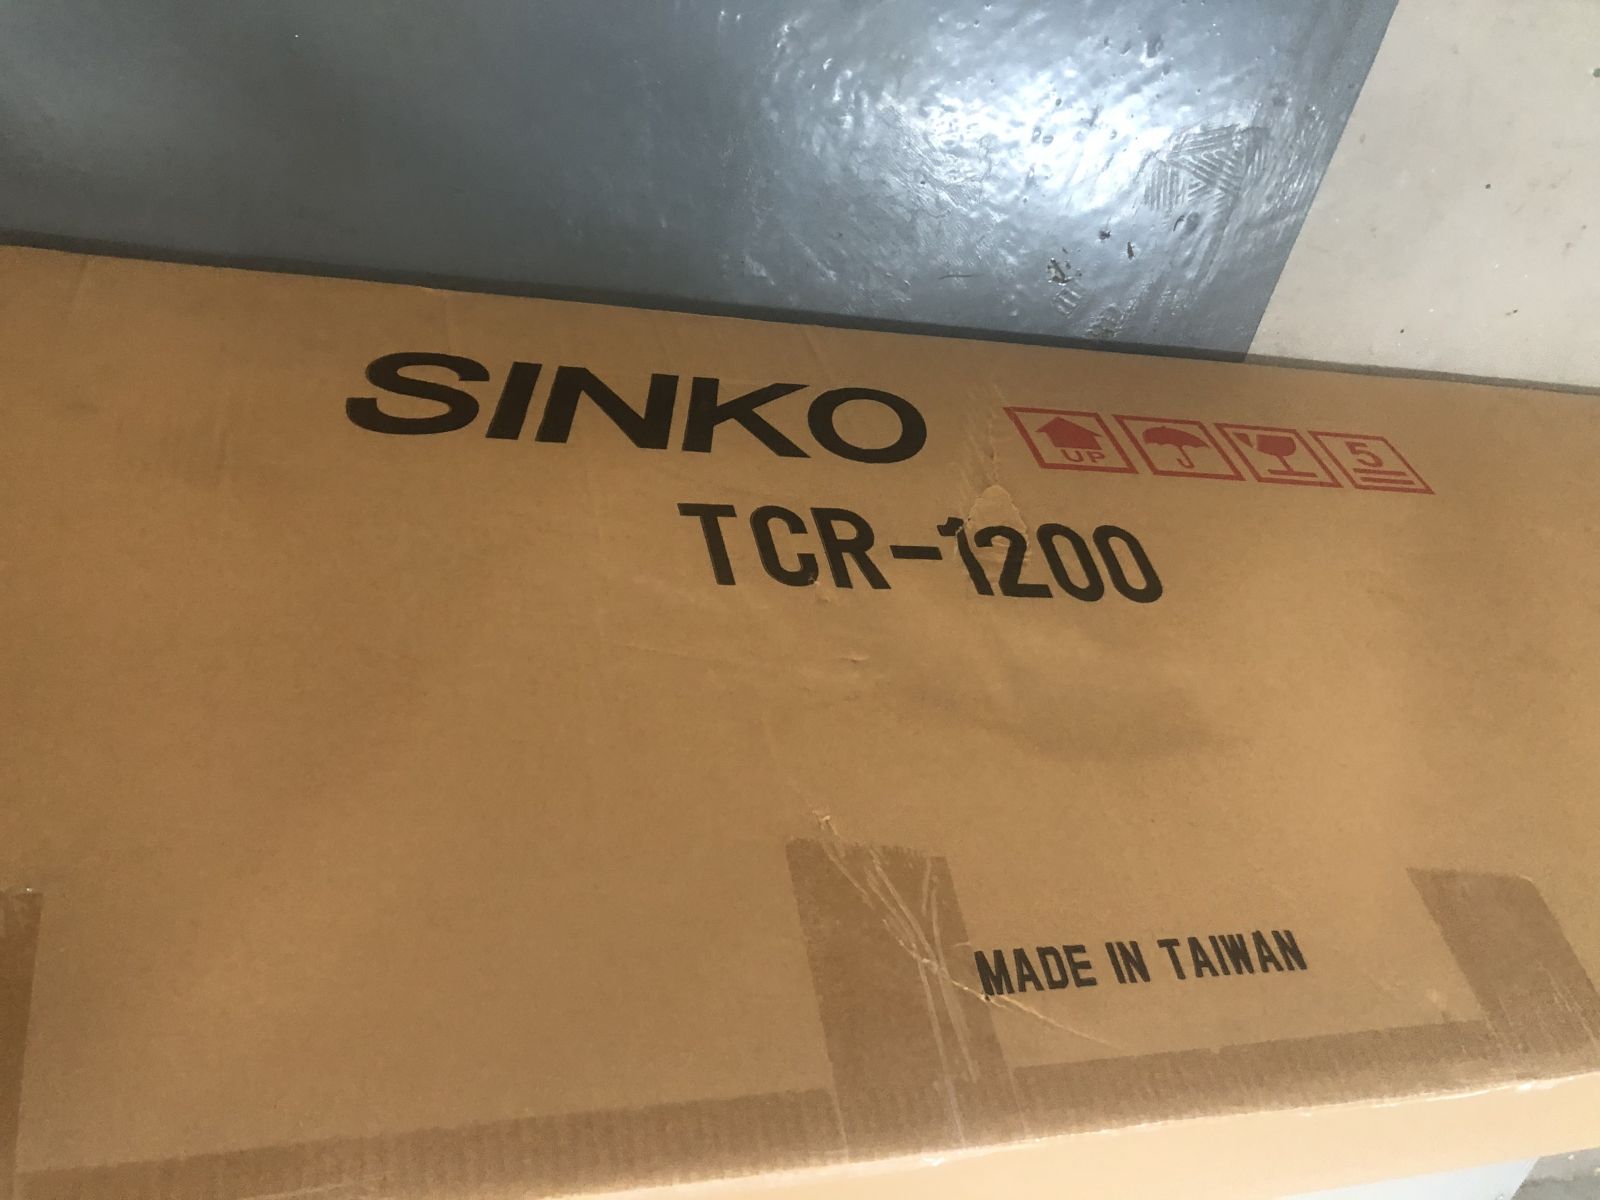 SINKO
UP
5
TCR-1200
MADE IN TAIWAN